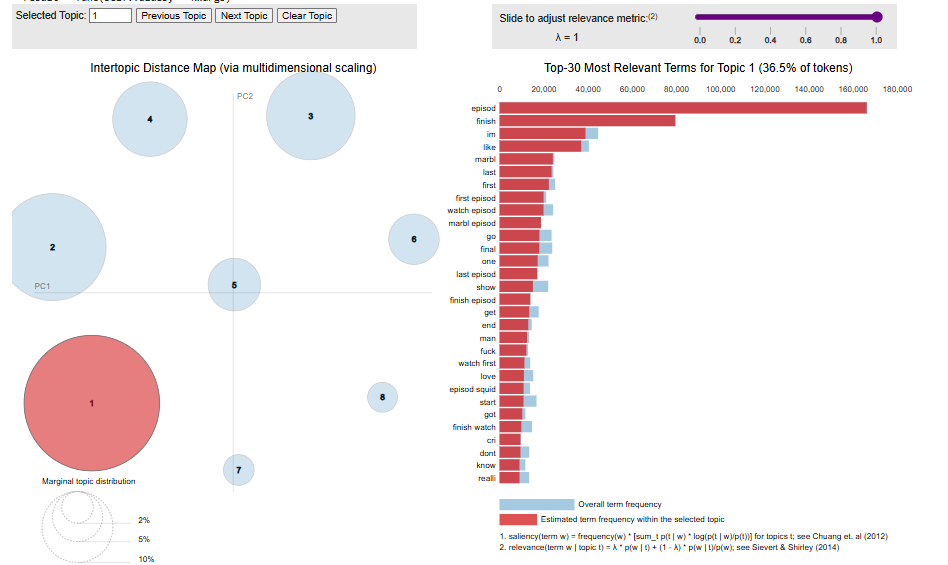 Selected Topic: 1 Previous Topic Next Topic Clear Topic
Slide to adjust relevance metric:(2)
λ = 1
0.0 0.2 0.4 0.6 0.8 1.0
Intertopic Distance Map (via multidimensional scaling)
PC2
PC1
4
3
2
6
5
1
8
7
Marginal topic distribution
2%
5%
10%
Top-30 Most Relevant Terms for Topic 1 (36.5% of tokens)
0 20,000 40,000 60,000 80,000 100,000 120,000 140,000 160,000 180,000
episod
finish
im
like
marbl
last
first
first episod
watch episod
marbl episod
go
final
one
last episod
show
finish episod
get
end
man
fuck
watch first
love
episod squid
start
got
finish watch
cri
dont
know
realli
Overall term frequency
Estimated term frequency within the selected topic
1. saliency(term w) = frequency(w) * [sum_t p(t | w) * log(p(t | w)/p(t))] for topics t; see Chuang et. al (2012)
2. relevance(term w | topic t) = λ * p(w | t) + (1 - λ) * p(w | t)/p(w); see Sievert & Shirley (2014)